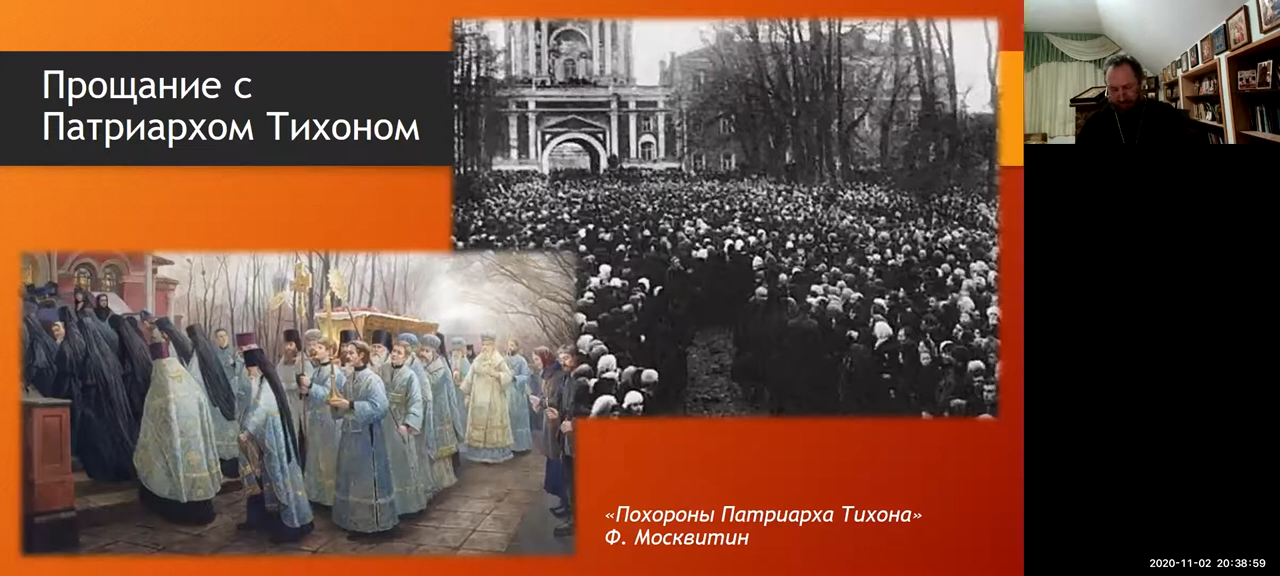 Прощание с
Патриархом Тихоном
«Похороны Патриарха Тихона»
Ф. Москвитин
2020-11-02 20:38:59